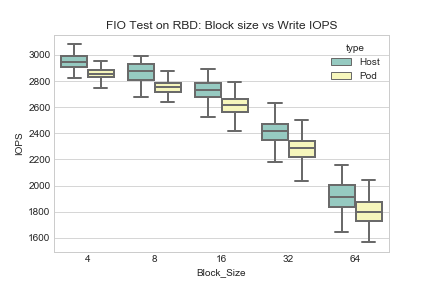 FIO Test on RBD: Block size vs Write IOPS
type
Host
Pod
IOPS
3000
2800
2600
2400
2200
2000
1800
1600
4 8 16 32 64
Block_Size